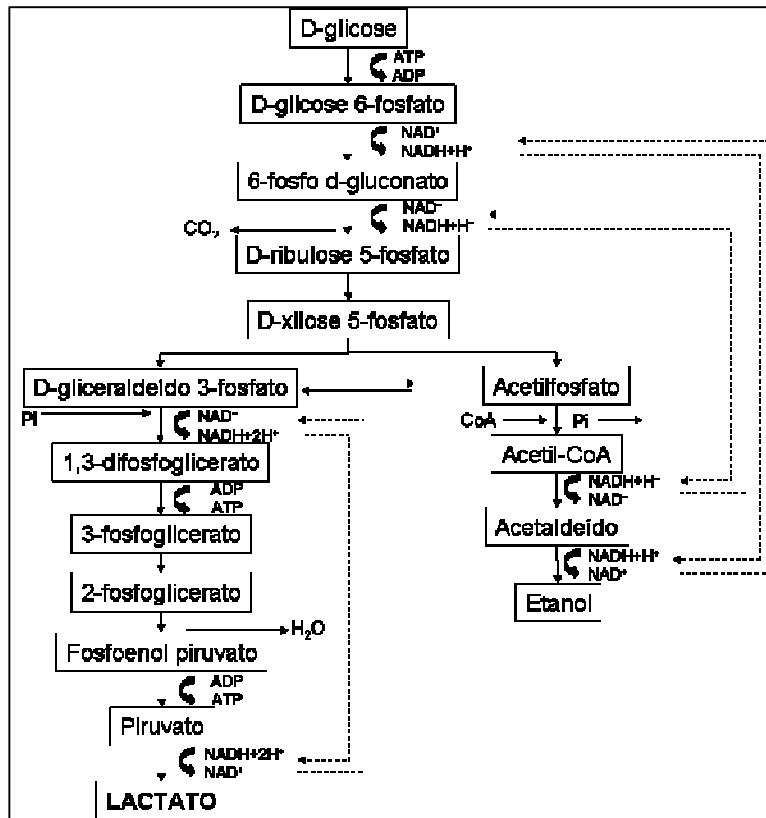 D-glicose
ATP
ADP
D-glicose 6-fosfato
NAD⁺
NADH+H⁺
6-fosfo d-gluconato
NAD⁻
NADH+H⁻
CO₂
D-ribulose 5-fosfato
D-xilose 5-fosfato
D-gliceraldeído 3-fosfato
Pi
NAD⁻
NADH+2H⁺
1,3-difosfoglicerato
ADP
ATP
3-fosfoglicerato
2-fosfoglicerato
H₂O
Fosfoenol piruvato
ADP
ATP
Piruvato
NADH+2H⁺
NAD⁺
LACTATO
Acetilfosfato
CoA
Pi
Acetil-CoA
NADH+H⁻
NAD⁻
Acetaldeído
NADH+H⁺
NAD⁺
Etanol